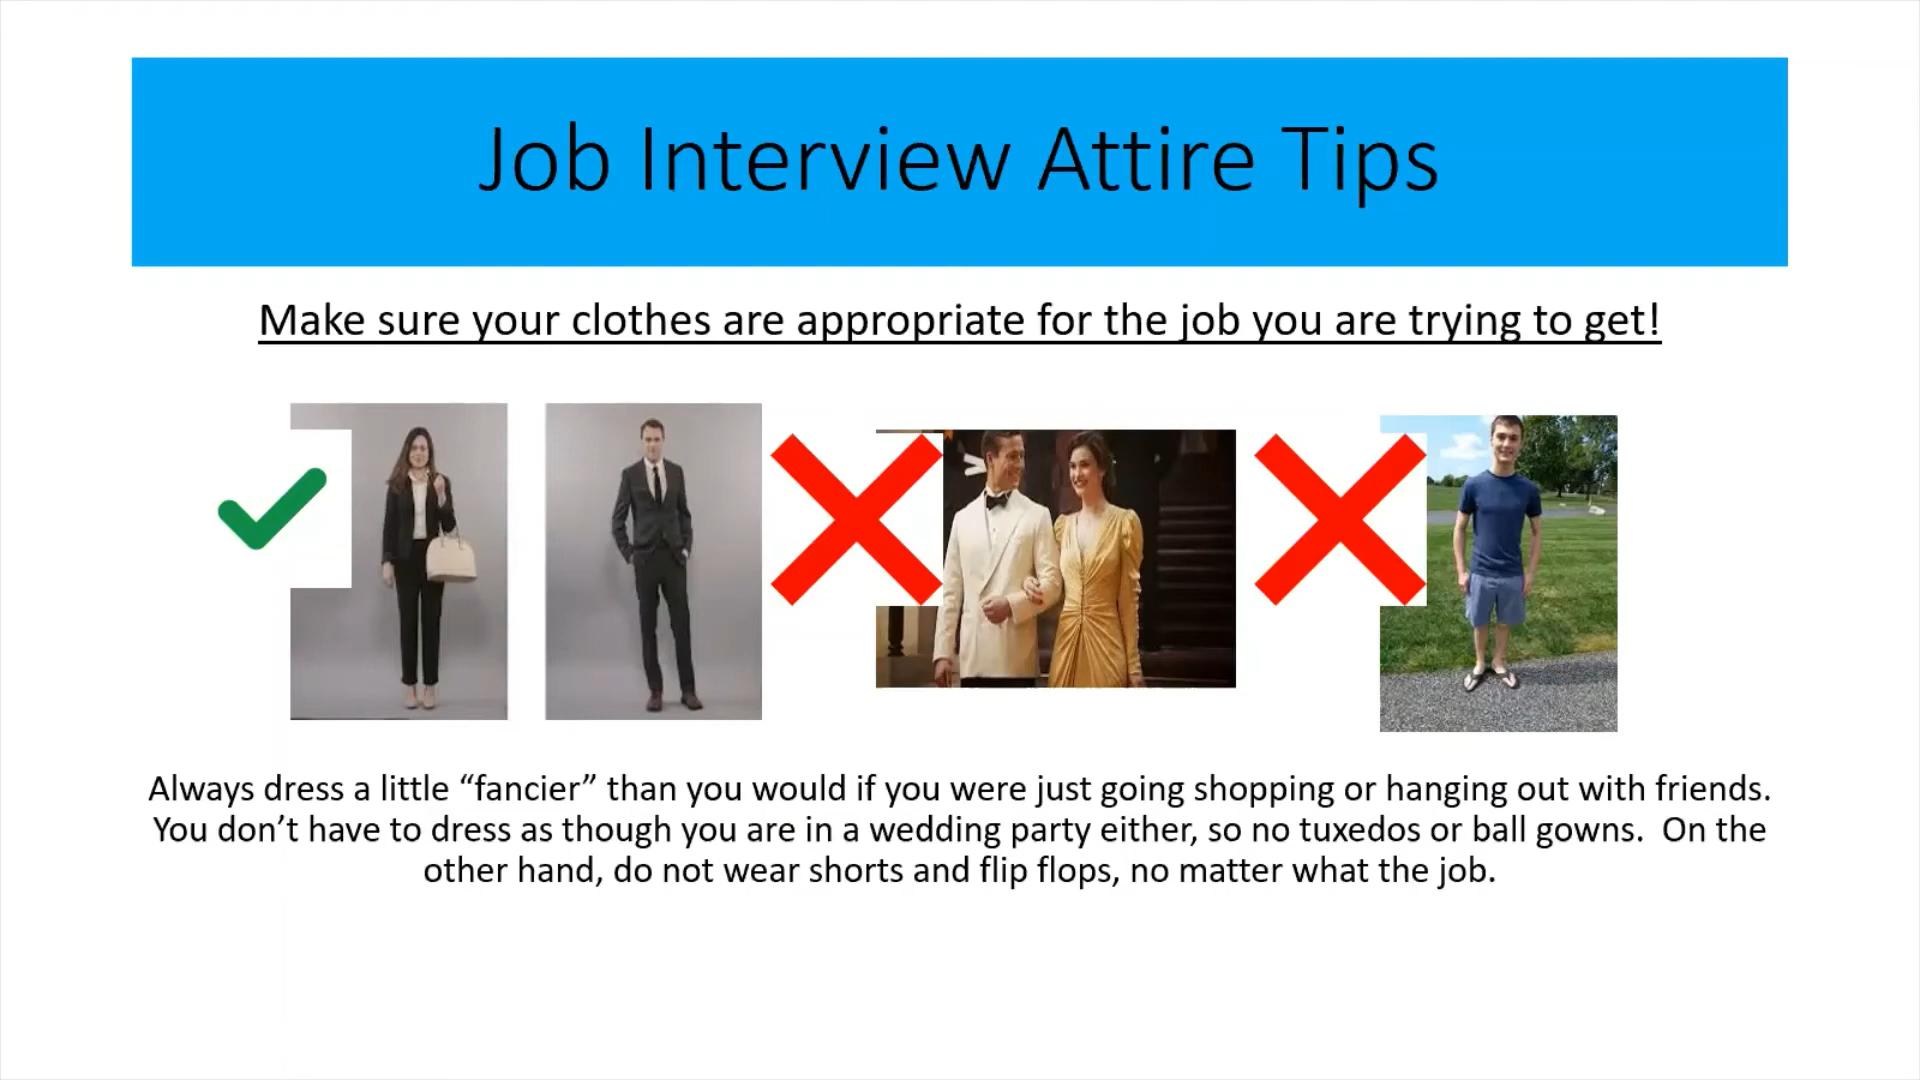 Job Interview Attire Tips
Make sure your clothes are appropriate for the job you are trying to get!
Always dress a little “fancier” than you would if you were just going shopping or hanging out with friends.
You don’t have to dress as though you are in a wedding party either, so no tuxedos or ball gowns.  On the
other hand, do not wear shorts and flip flops, no matter what the job.